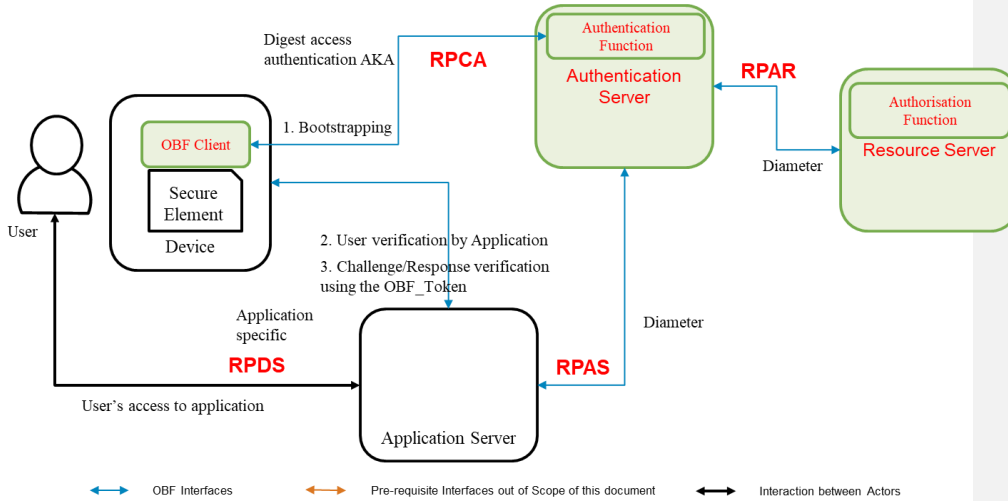 Authentication
Function
Authentication
Server
Digest access
authentication AKA
RPCA
RPAR
Authorisation
Function
Resource Server
1. Bootstrapping
OBF Client
Secure
Element
Device
Diameter
User
2. User verification by Application
3. Challenge/Response verification
using the OBF_Token
Application
specific
Diameter
RPDS
RPAS
User’s access to application
Application Server
OBF Interfaces
Pre-requisite Interfaces out of Scope of this document
Interaction between Actors